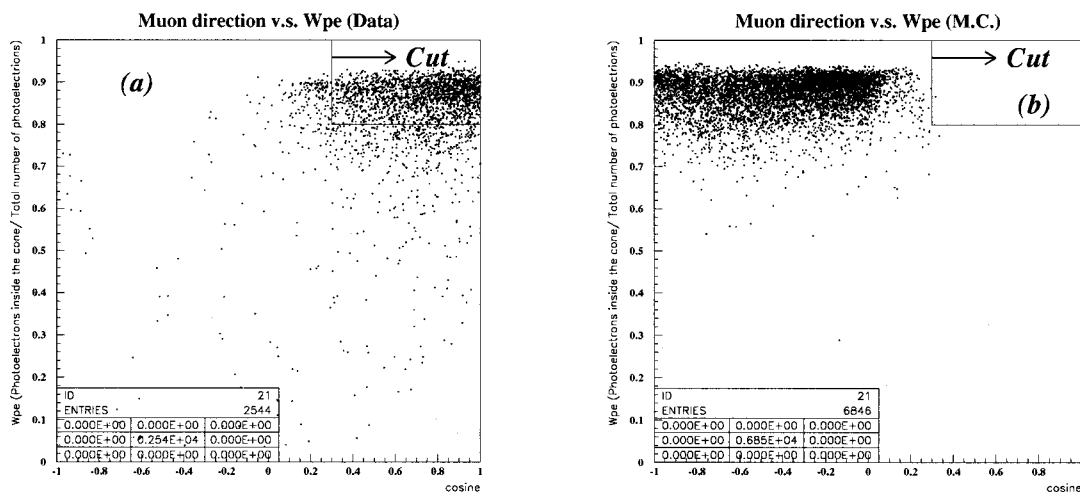 Muon direction v.s. Wpe (Data)
Wpe (Photoelectrons inside the cone/ Total number of photoelectrons)
1
0.9
0.8
0.7
0.6
0.5
0.4
0.3
0.2
0.1
0
(a)
Cut
ID 21
ENTRIES 2544
0.000E+00 0.000E+00 0.000E+00
0.000E+00 0.254E+04 0.000E+00
0.000E+00 0.000E+00 0.000E+00
-1 -0.8 -0.6 -0.4 -0.2 0 0.2 0.4 0.6 0.8 1
cosine
Muon direction v.s. Wpe (M.C.)
Wpe (Photoelectrons inside the cone/ Total number of photoelectrons)
1
0.9
0.8
0.7
0.6
0.5
0.4
0.3
0.2
0.1
0
Cut
(b)
ID 21
ENTRIES 6846
0.000E+00 0.000E+00 0.000E+00
0.000E+00 0.685E+04 0.000E+00
0.000E+00 0.000E+00 0.000E+00
-1 -0.8 -0.6 -0.4 -0.2 0 0.2 0.4 0.6 0.8 1
cosine